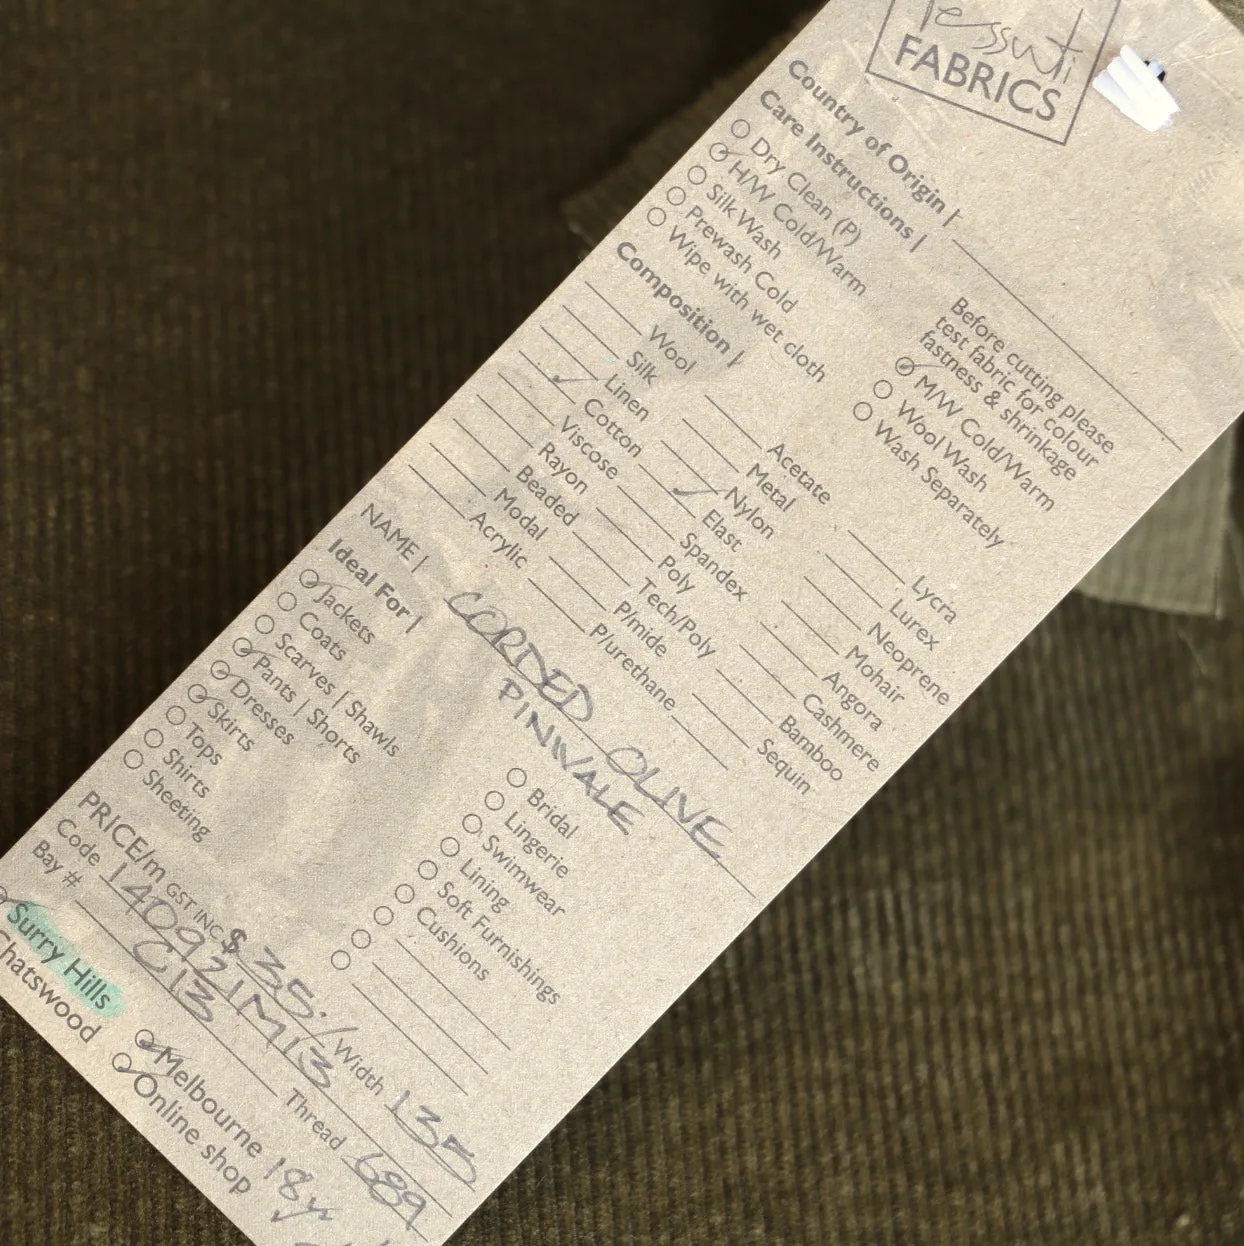 Tessuti
FABRICS
Country of Origin |
Care Instructions |
Dry Clean (P)
H/W Cold/Warm
Silk Wash
Prewash Cold
Wipe with wet cloth
Before cutting please
test fabric for colour
fastness & shrinkage
M/W Cold/Warm
Wool Wash
Wash Separately
Composition |
Wool
Silk
Linen
Cotton
Viscose
Rayon
Beaded
Modal
Acrylic
Acetate
Metal
Nylon
Elast
Spandex
Poly
Tech/Poly
P/mide
P/urethane
Lycra
Lurex
Neoprene
Mohair
Angora
Cashmere
Bamboo
Sequin
NAME | CORDED OLIVE
PINWALE
Ideal For |
Jackets
Coats
Scarves | Shawls
Pants | Shorts
Dresses
Skirts
Tops
Shirts
Sheeting
Bridal
Lingerie
Swimwear
Lining
Soft Furnishings
Cushions
PRICE/m GST INC $ 35./ Width 135
Code 140921M13 Thread 689
Bay # C13
Surry Hills
Chatswood
Melbourne
Online shop